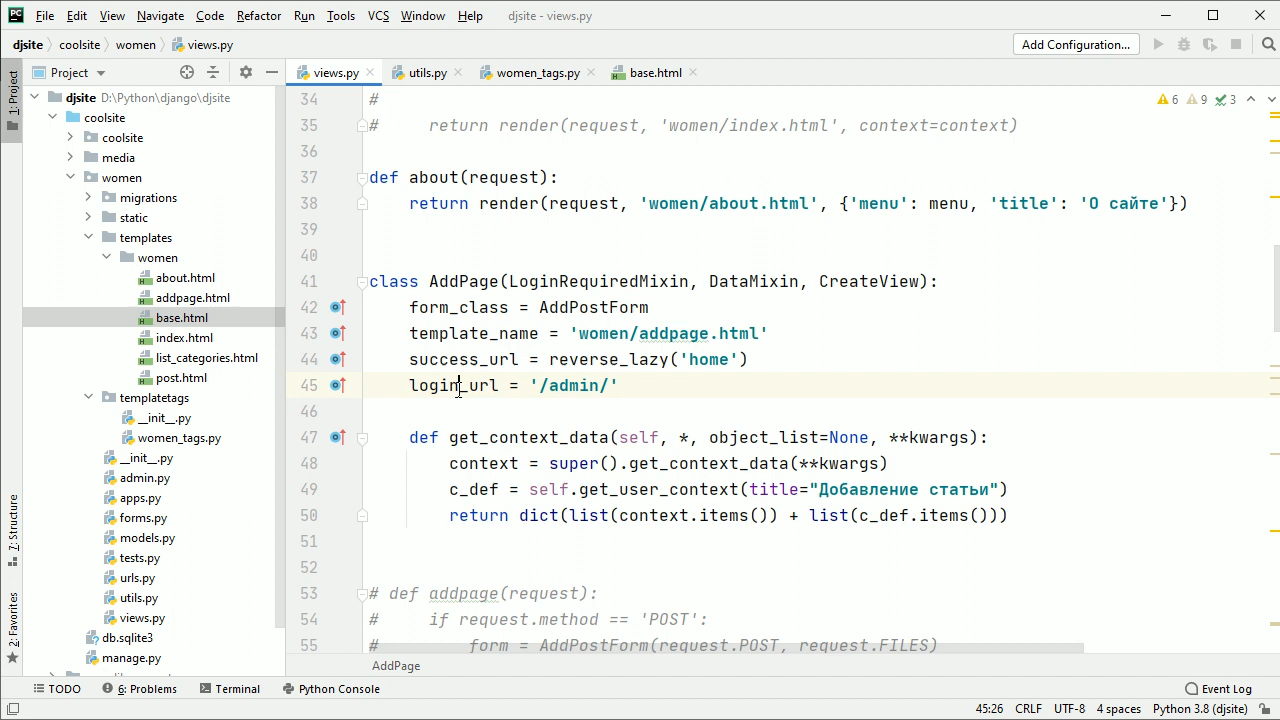 PC File Edit View Navigate Code Refactor Run Tools VCS Window Help djsite - views.py
djsite coolsite women views.py Add Configuration...
1: Project
7: Structure
2: Favorites
Project
djsite D:\Python\django\djsite
coolsite
coolsite
media
women
migrations
static
templates
women
about.html
addpage.html
base.html
index.html
list_categories.html
post.html
templatetags
__init__.py
women_tags.py
__init__.py
admin.py
apps.py
forms.py
models.py
tests.py
urls.py
utils.py
views.py
db.sqlite3
manage.py
views.py utils.py women_tags.py base.html
6 9 3
34 #
35 #     return render(request, 'women/index.html', context=context)
36
37 def about(request):
38     return render(request, 'women/about.html', {'menu': menu, 'title': 'О сайте'})
39
40
41 class AddPage(LoginRequiredMixin, DataMixin, CreateView):
42     form_class = AddPostForm
43     template_name = 'women/addpage.html'
44     success_url = reverse_lazy('home')
45     login_url = '/admin/'
46
47     def get_context_data(self, *, object_list=None, **kwargs):
48         context = super().get_context_data(**kwargs)
49         c_def = self.get_user_context(title="Добавление статьи")
50         return dict(list(context.items()) + list(c_def.items()))
51
52
53 # def addpage(request):
54 #     if request.method == 'POST':
55 #         form = AddPostForm(request.POST, request.FILES)
AddPage
TODO 6: Problems Terminal Python Console Event Log
45:26 CRLF UTF-8 4 spaces Python 3.8 (djsite)